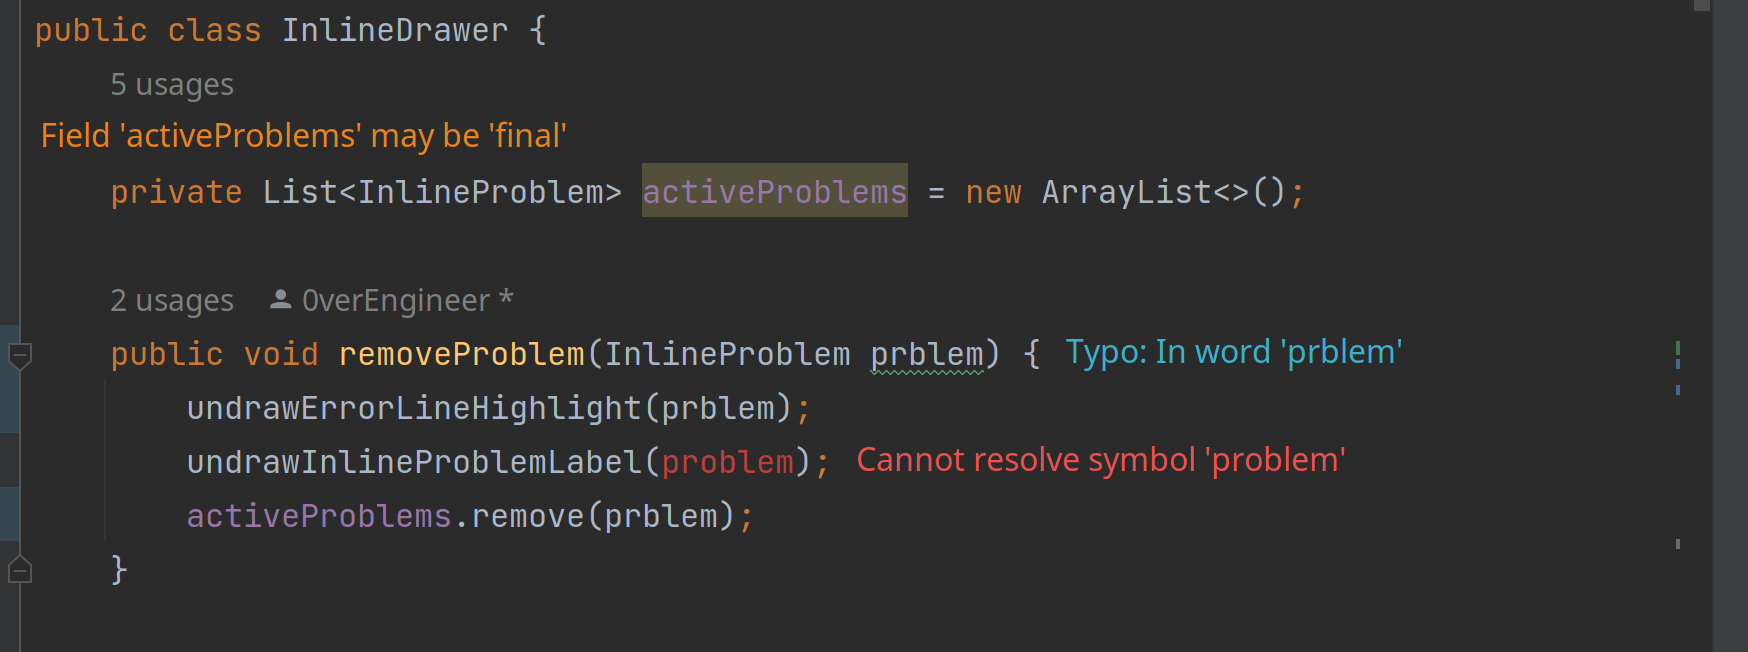 public class InlineDrawer {
5 usages
Field 'activeProblems' may be 'final'
private List<InlineProblem> activeProblems = new ArrayList<>();
2 usages 0verEngineer *
public void removeProblem(InlineProblem prblem) { Typo: In word 'prblem'
undrawErrorLineHighlight(prblem);
undrawInlineProblemLabel(problem); Cannot resolve symbol 'problem'
activeProblems.remove(prblem);
}